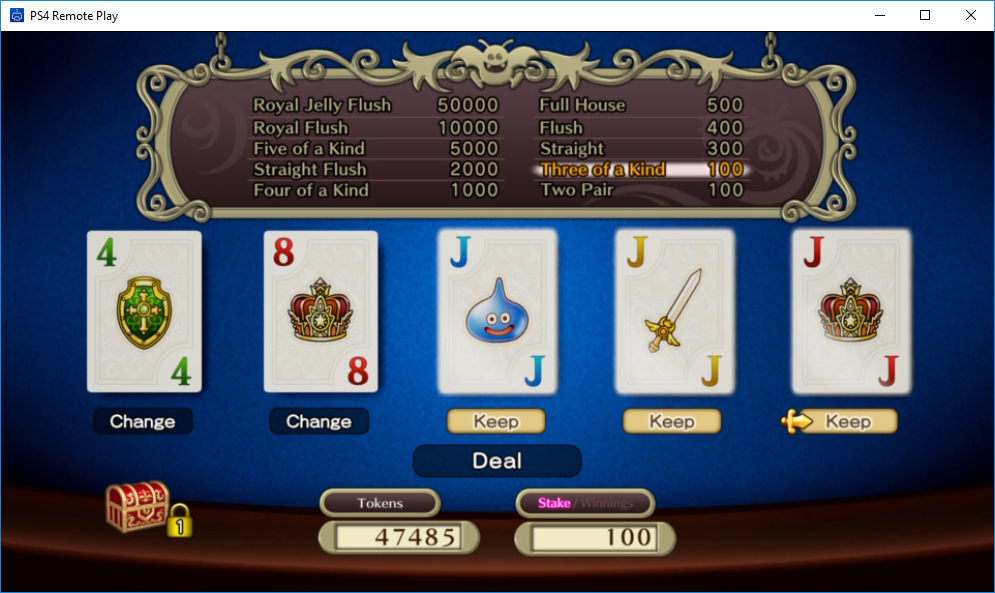 PS4 Remote Play
Royal Jelly Flush 50000 Full House 500
Royal Flush 10000 Flush 400
Five of a Kind 5000 Straight 300
Straight Flush 2000 Three of a Kind 100
Four of a Kind 1000 Two Pair 100
4 8 J J J
4 8 J J J
Change Change Keep Keep Keep
Deal
1
Tokens Stake / Winnings
47485 100